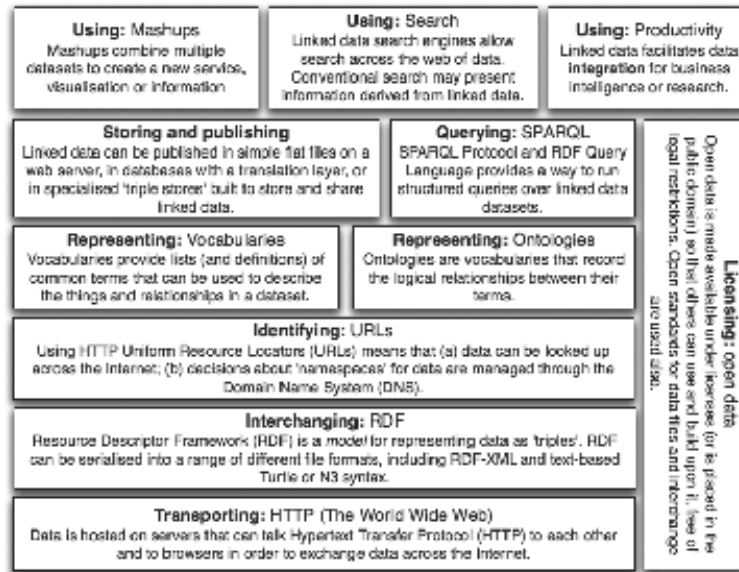 Using: Mashups
Mashups combine multiple
datasets to create a new service,
visualisation or information
Using: Search
Linked data search engines allow
search across the web of data.
Conventional search may present
information derived from linked data.
Using: Productivity
Linked data facilitates data
integration for business
intelligence or research.
Storing and publishing
Linked data can be published in simple flat files on a
web server, in databases with a translation layer, or
in specialised 'triple stores' built to store and share
linked data.
Querying: SPARQL
SPARQL Protocol and RDF Query
Language provides a way to run
structured queries over linked data
datasets.
Representing: Vocabularies
Vocabularies provide lists (and definitions) of
common terms that can be used to describe
the things and relationships in a dataset.
Representing: Ontologies
Ontologies are vocabularies that record
the logical relationships between their
terms.
Identifying: URLs
Using HTTP Uniform Resource Locators (URLs) means that (a) data can be looked up
across the Internet; (b) decisions about 'namespaces' for data are managed through the
Domain Name System (DNS).
Interchanging: RDF
Resource Descriptor Framework (RDF) is a model for representing data as 'triples'. RDF
can be serialised into a range of different file formats, including RDF-XML and text-based
Turtle or N3 syntax.
Transporting: HTTP (The World Wide Web)
Data is hosted on servers that can talk Hypertext Transfer Protocol (HTTP) to each other
and to browsers in order to exchange data across the Internet.
Licensing: open data
Open data is made available under licenses (or is placed in the
public domain) so that others can use and build upon it, free of
legal restrictions. Open standards for data files and interchange
are used also.